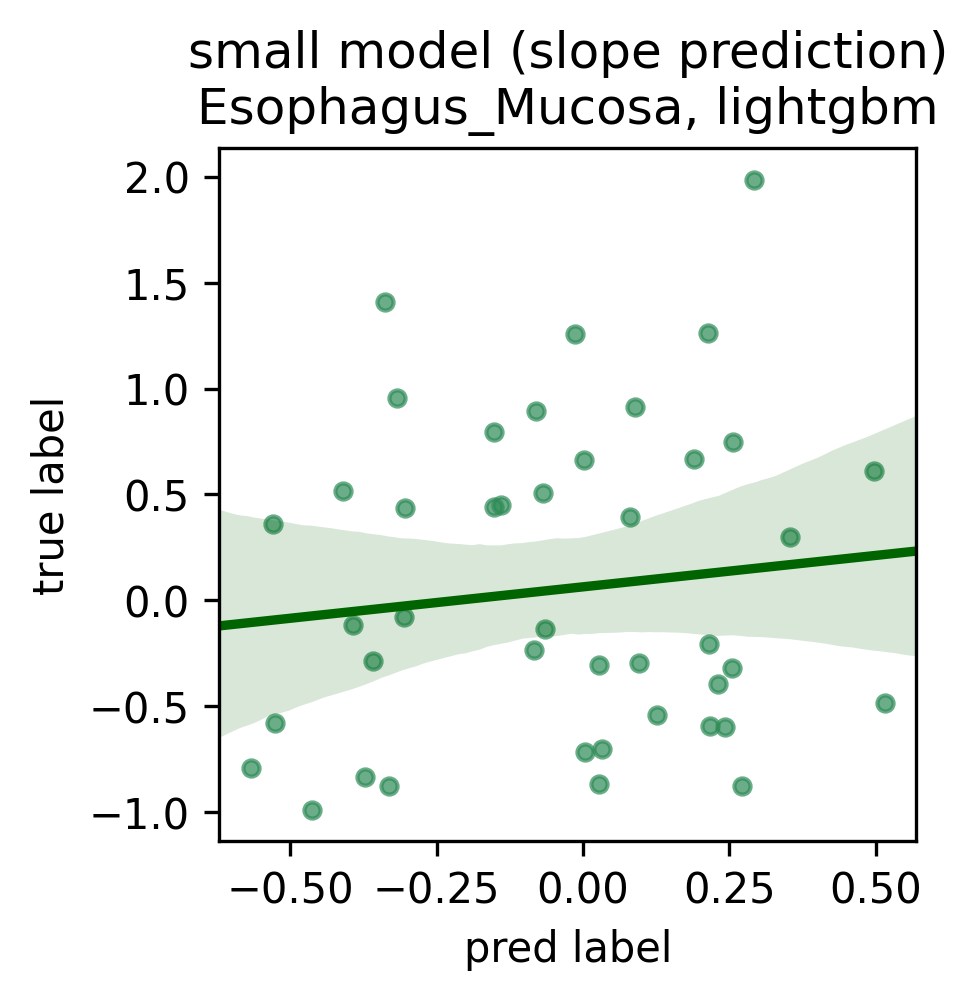 small model (slope prediction)
Esophagus_Mucosa, lightgbm
2.0
1.5
1.0
0.5
0.0
−0.5
−1.0
true label
−0.50 −0.25 0.00 0.25 0.50
pred label